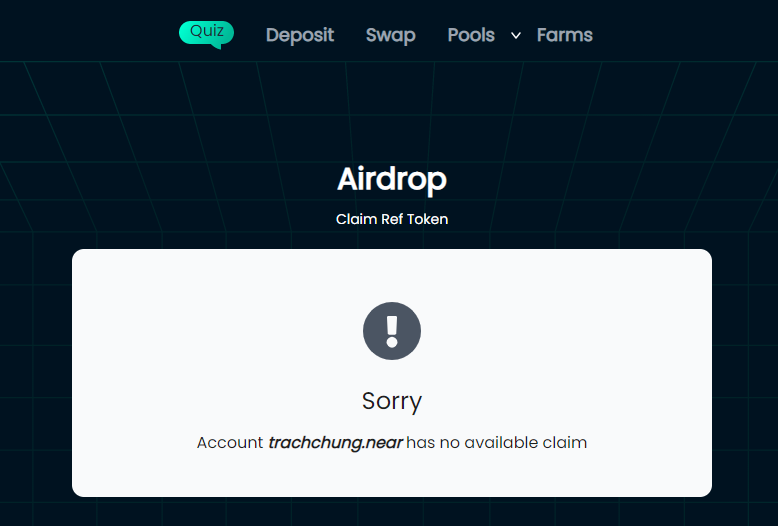 Quiz Deposit Swap Pools Farms
Airdrop
Claim Ref Token
Sorry
Account trachchung.near has no available claim